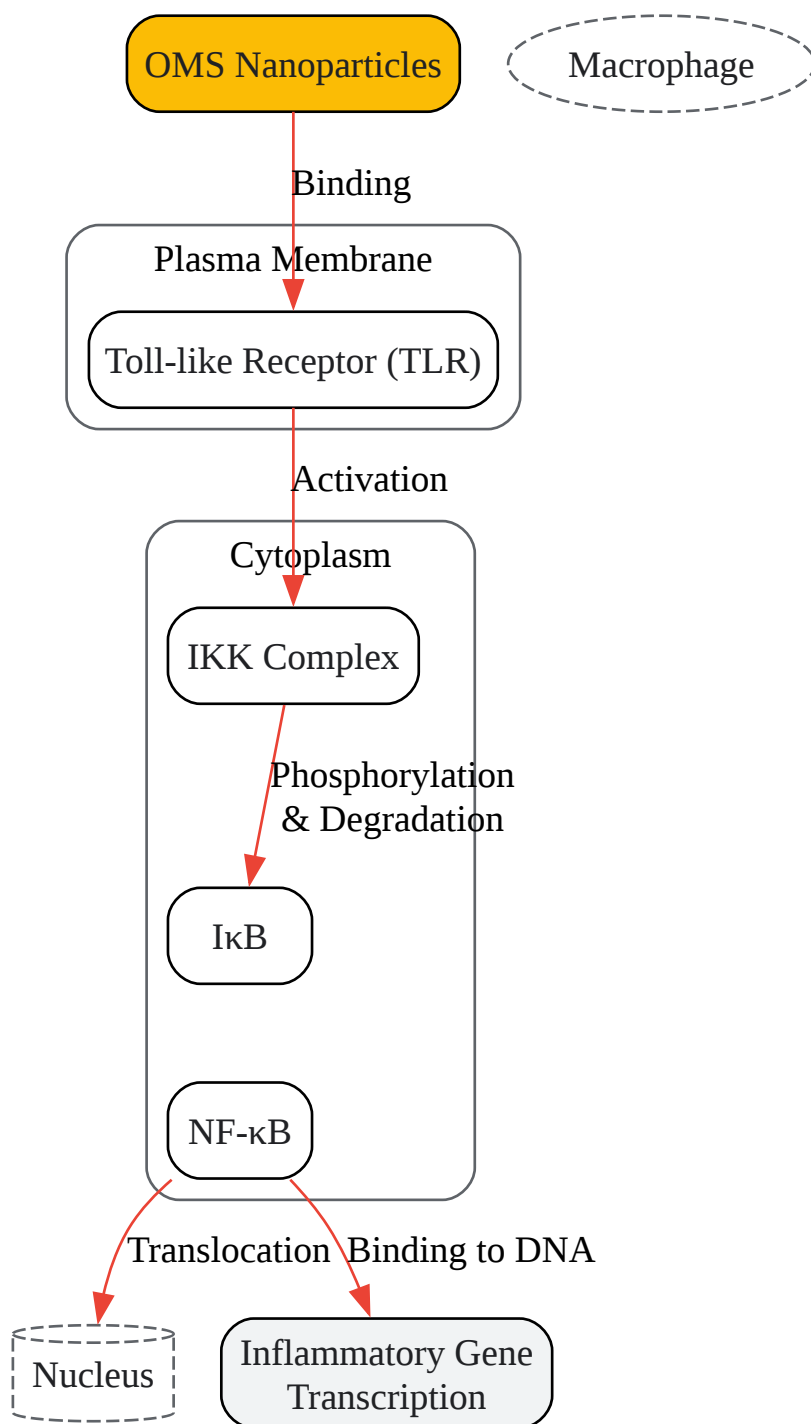 OMS Nanoparticles
Macrophage
Binding
Plasma Membrane
Toll-like Receptor (TLR)
Activation
Cytoplasm
IKK Complex
Phosphorylation
& Degradation
IκB
NF-κB
Translocation
Binding to DNA
Nucleus
Inflammatory Gene
Transcription